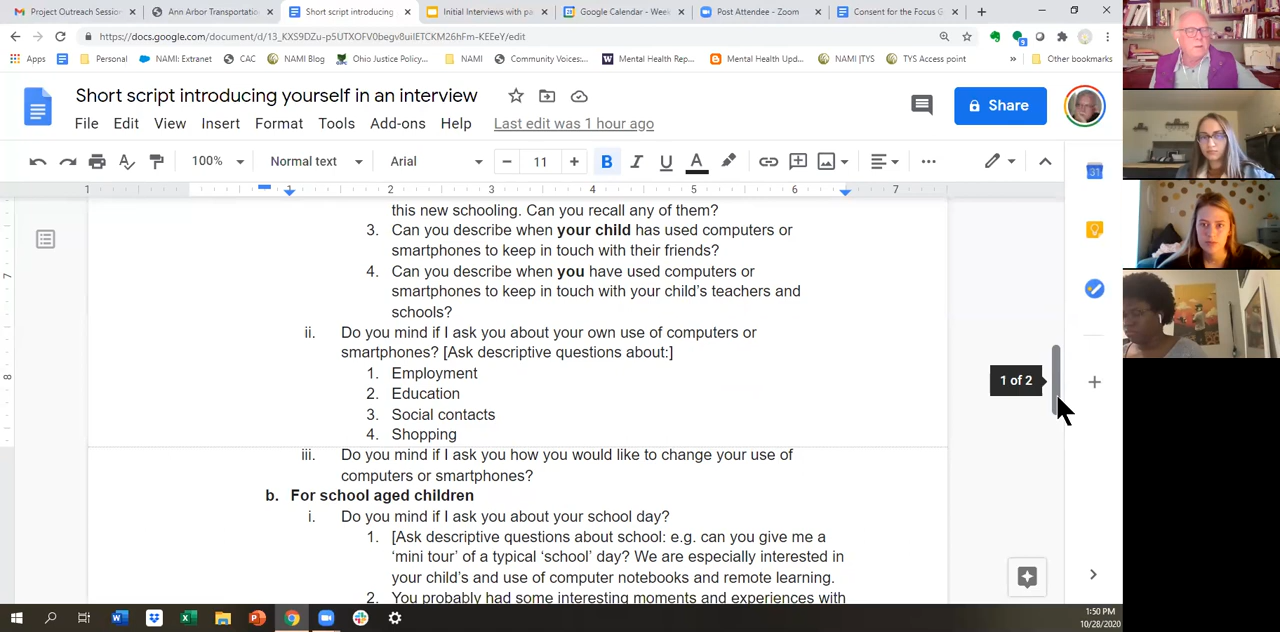 Project Outreach Session
Ann Arbor Transportatio
Short script introducing
Initial Interviews with pa
Google Calendar - Week
Post Attendee - Zoom
Consent for the Focus G
Apps
Personal
NAMI: Extranet
CAC
NAMI Blog
Ohio Justice Policy...
NAMI
Community Voices:...
Mental Health Rep...
Mental Health Upd...
NAMI |TYS
TYS Access point
»
Other bookmarks
Short script introducing yourself in an interview
Share
File Edit View Insert Format Tools Add-ons Help Last edit was 1 hour ago
100% Normal text Arial 11 B I U A
1 1 2 3 4 5 6 7
this new schooling. Can you recall any of them?
3. Can you describe when your child has used computers or
smartphones to keep in touch with their friends?
4. Can you describe when you have used computers or
smartphones to keep in touch with your child's teachers and
schools?
ii. Do you mind if I ask you about your own use of computers or
smartphones? [Ask descriptive questions about:]
1. Employment
2. Education
3. Social contacts
4. Shopping
1 of 2
iii. Do you mind if I ask you how you would like to change your use of
computers or smartphones?
b. For school aged children
i. Do you mind if I ask you about your school day?
1. [Ask descriptive questions about school: e.g. can you give me a
'mini tour' of a typical 'school' day? We are especially interested in
your child's and use of computer notebooks and remote learning.
2. You probably had some interesting moments and experiences with
7
8
31
1:50 PM
10/28/2020